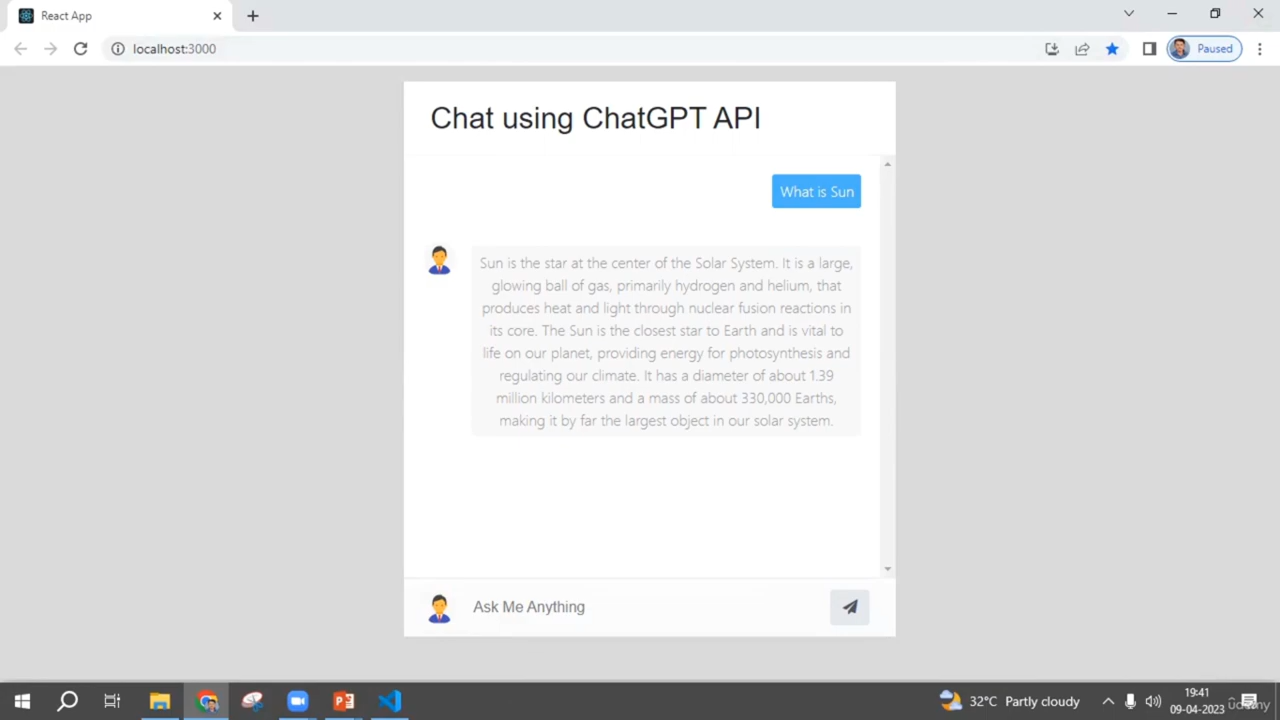 React App
localhost:3000
Paused
Chat using ChatGPT API
What is Sun
Sun is the star at the center of the Solar System. It is a large,
glowing ball of gas, primarily hydrogen and helium, that
produces heat and light through nuclear fusion reactions in
its core. The Sun is the closest star to Earth and is vital to
life on our planet, providing energy for photosynthesis and
regulating our climate. It has a diameter of about 1.39
million kilometers and a mass of about 330,000 Earths,
making it by far the largest object in our solar system.
Ask Me Anything
32°C Partly cloudy
19:41
09-04-2023
udemy